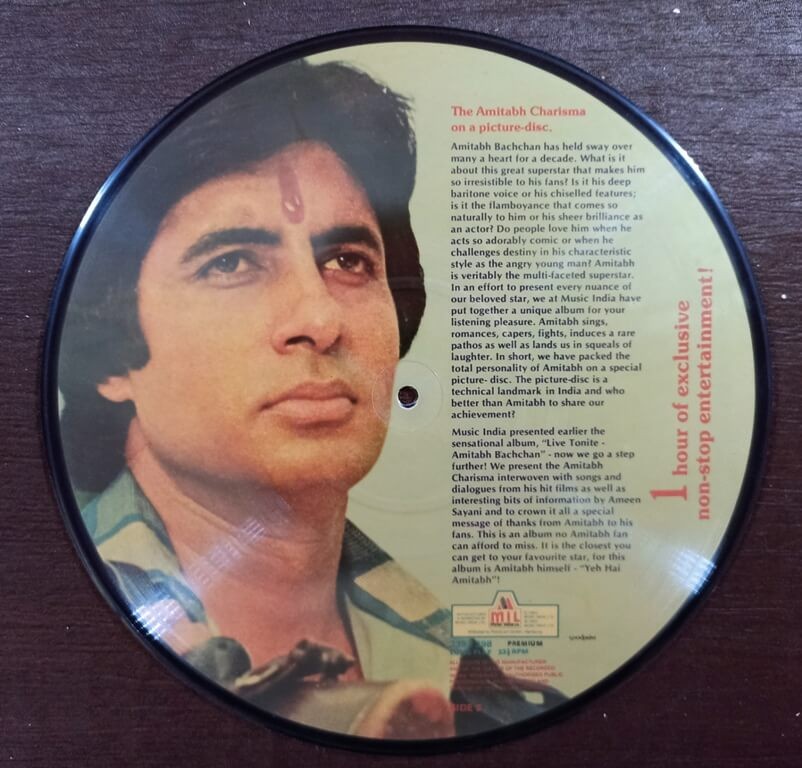 The Amitabh Charisma
on a picture-disc.
Amitabh Bachchan has held sway over
many a heart for a decade. What is it
about this great superstar that makes him
so irresistible to his fans? Is it his deep
baritone voice or his chiselled features;
is it the flamboyance that comes so
naturally to him or his sheer brilliance as
an actor? Do people love him when he
acts so adorably comic or when he
challenges destiny in his characteristic
style as the angry young man? Amitabh
is veritably the multi-faceted superstar.
In an effort to present every nuance of
our beloved star, we at Music India have
put together a unique album for your
listening pleasure. Amitabh sings,
romances, capers, fights, induces a rare
pathos as well as lands us in squeals of
laughter. In short, we have packed the
total personality of Amitabh on a special
picture- disc. The picture-disc is a
technical landmark in India and who
better than Amitabh to share our
achievement?
Music India presented earlier the
sensational album, "Live Tonite -
Amitabh Bachchan" - now we go a step
further! We present the Amitabh
Charisma interwoven with songs and
dialogues from his hit films as well as
interesting bits of information by Ameen
Sayani and to crown it all a special
message of thanks from Amitabh to his
fans. This is an album no Amitabh fan
can afford to miss. It is the closest you
can get to your favourite star, for this
album is Amitabh himself - "Yeh Hai
Amitabh"!
1 hour of exclusive
non-stop entertainment!
MIL
PREMIUM
33⅓ RPM
MANUFACTURER
OF THE RECORDED
PUBLIC
SIDE 2